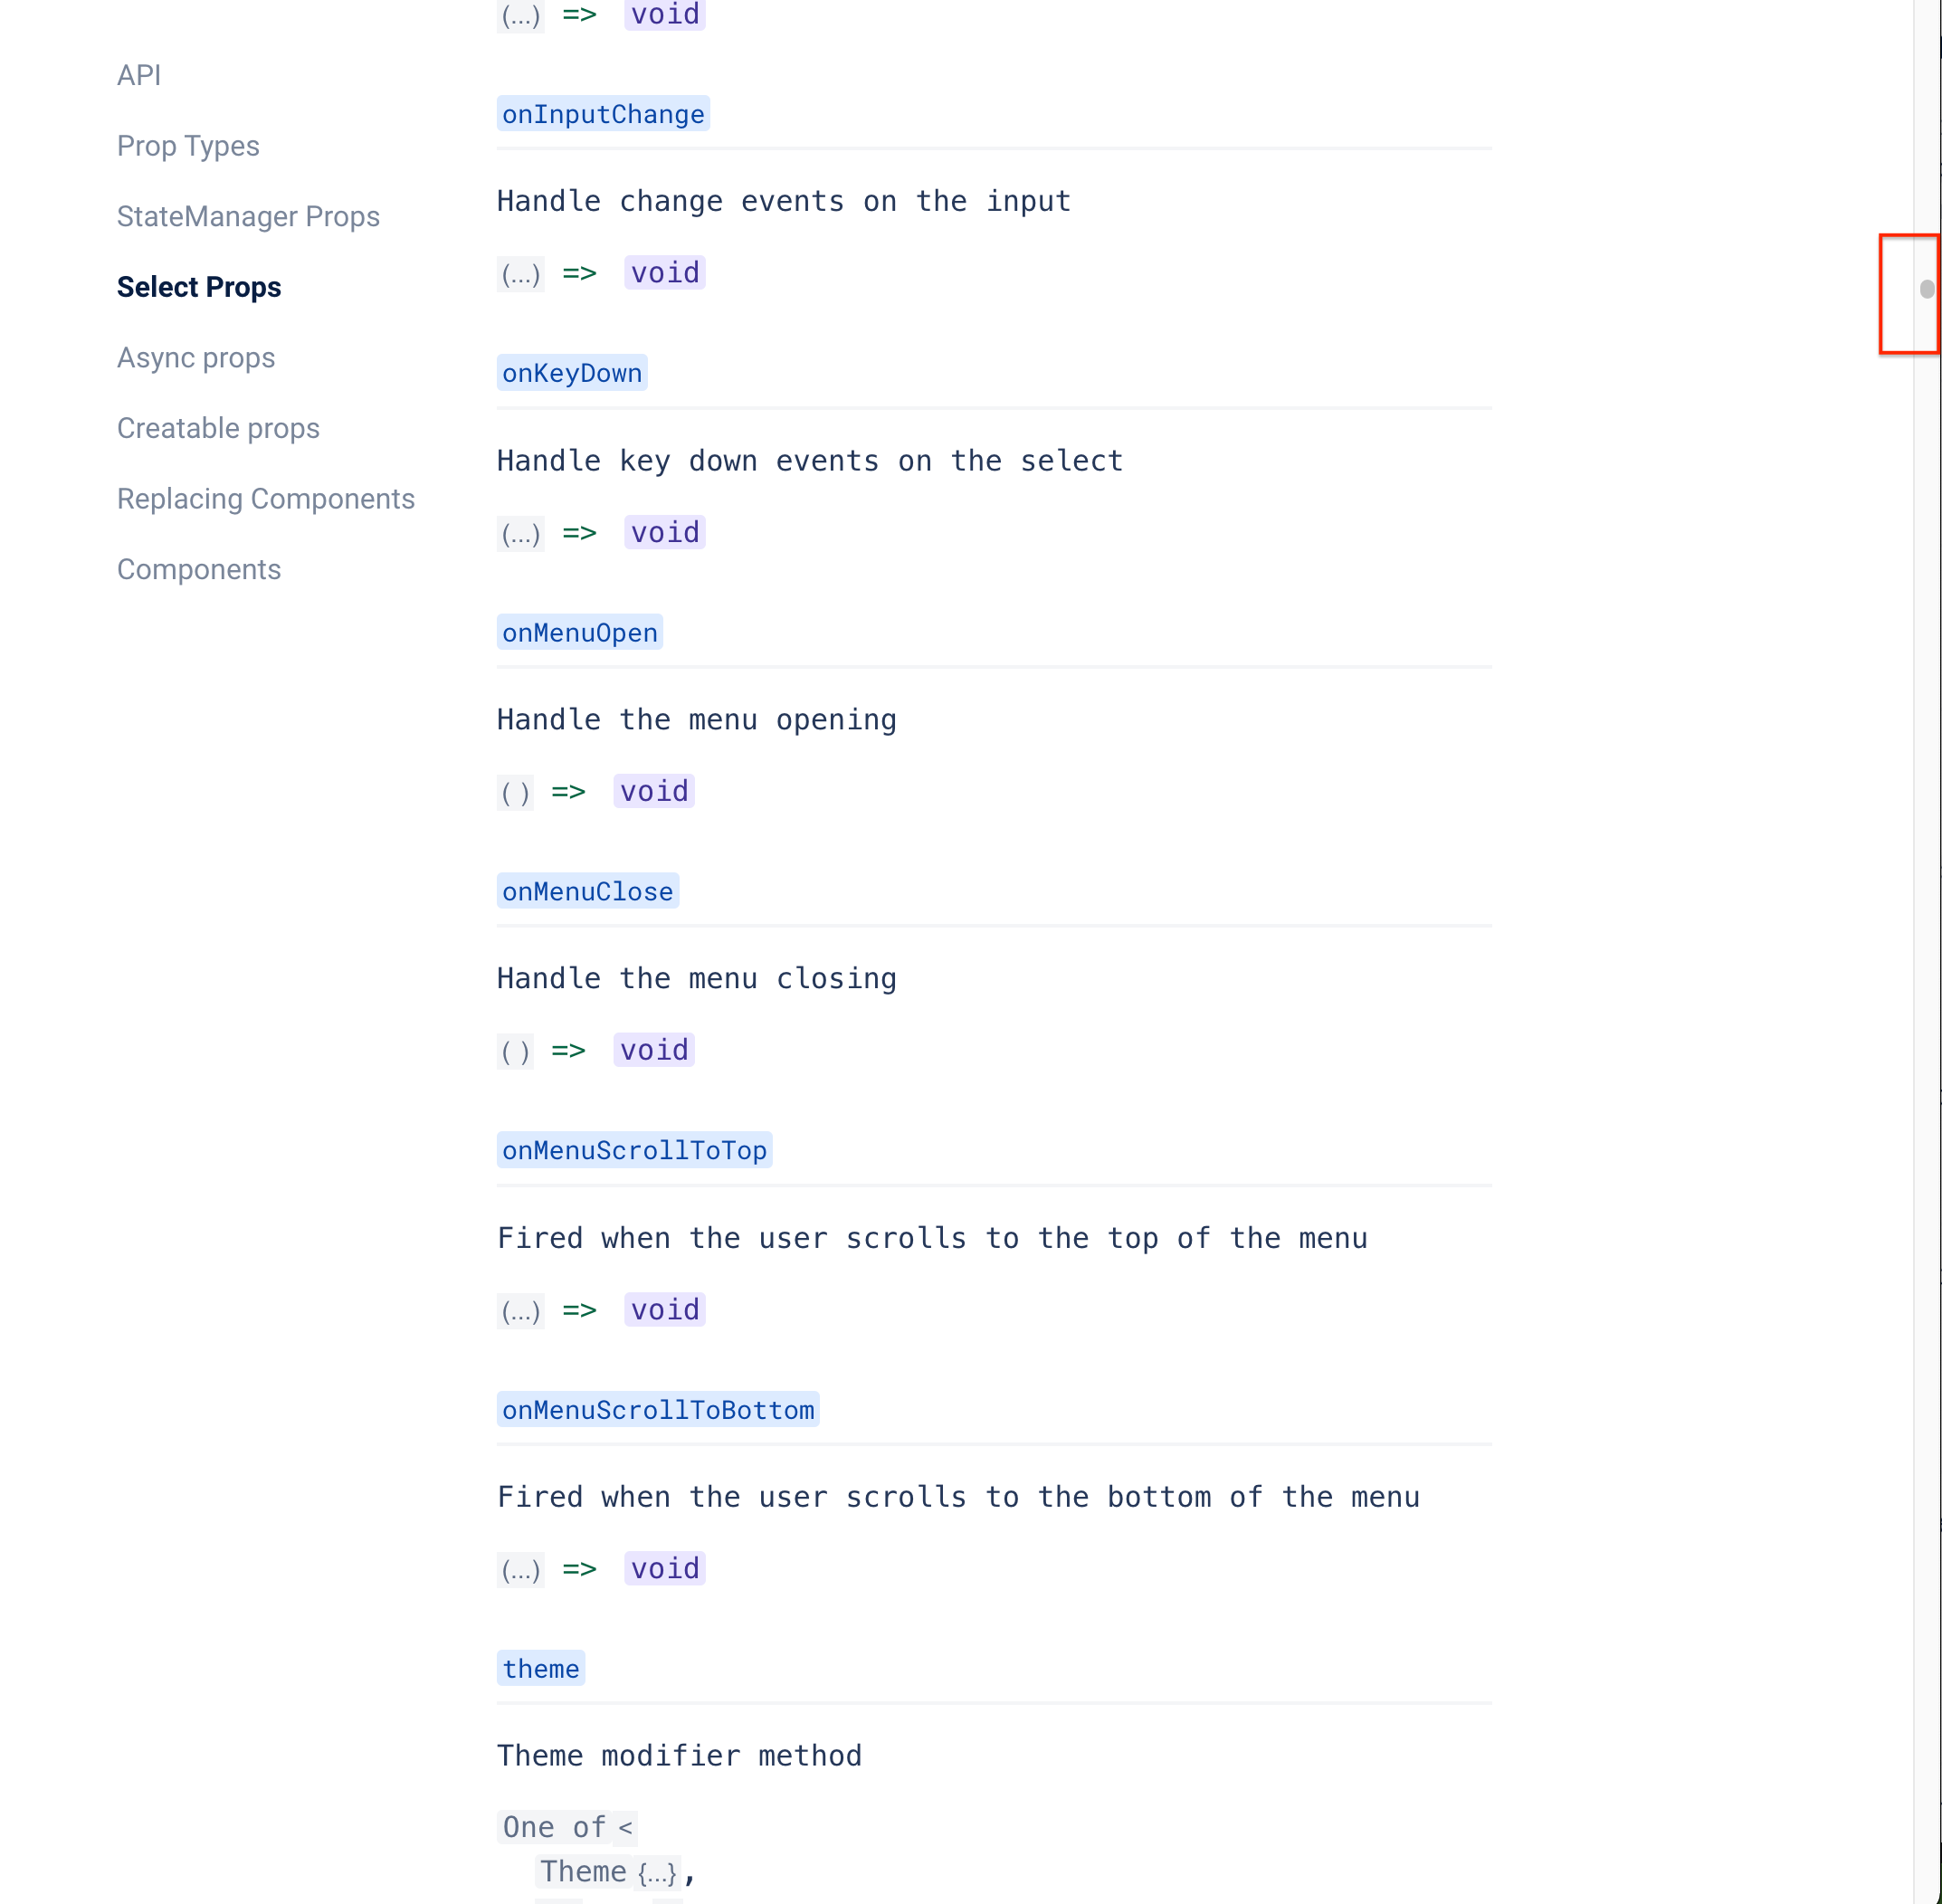 (...) => void
API
Prop Types
StateManager Props
Select Props
Async props
Creatable props
Replacing Components
Components
onInputChange
Handle change events on the input
(...) => void
onKeyDown
Handle key down events on the select
(...) => void
onMenuOpen
Handle the menu opening
( ) => void
onMenuClose
Handle the menu closing
( ) => void
onMenuScrollToTop
Fired when the user scrolls to the top of the menu
(...) => void
onMenuScrollToBottom
Fired when the user scrolls to the bottom of the menu
(...) => void
theme
Theme modifier method
One of <
Theme {...},